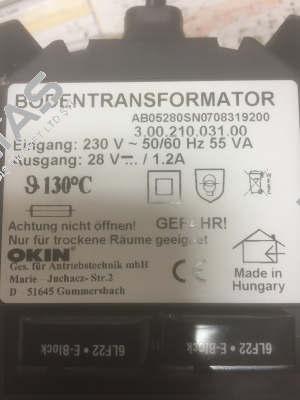 BODENTRANSFORMATOR
AB05280SN0708319200
3.00.210.031.00
Eingang: 230 V ~ 50/60 Hz 55 VA
Ausgang: 28 V⎓ / 1.2A
ϑ 130°C
Achtung nicht öffnen! GEFAHR!
Nur für trockene Räume geeignet
OKIN
Ges. für Antriebstechnik mbH
Marie - Juchacz- Str.2
D - 51645 Gummersbach
CE
Made in
Hungary
6LF22 • E-Block
6LF22 • E-Block